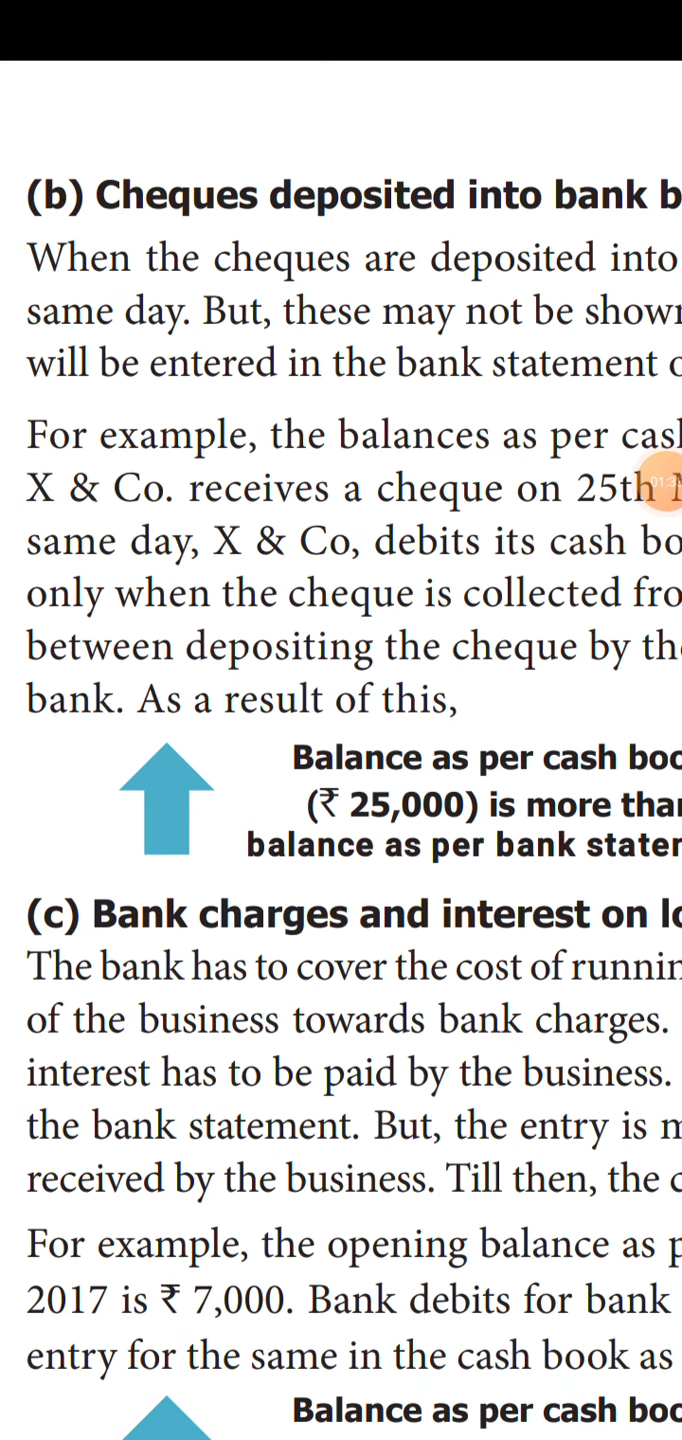 (b) Cheques deposited into bank b
When the cheques are deposited into
same day. But, these may not be shown
will be entered in the bank statement
For example, the balances as per cash
X & Co. receives a cheque on 25th
same day, X & Co, debits its cash bo
only when the cheque is collected fro
between depositing the cheque by the
bank. As a result of this,
Balance as per cash boo
(₹ 25,000) is more than
balance as per bank statem
(c) Bank charges and interest on lo
The bank has to cover the cost of runnin
of the business towards bank charges.
interest has to be paid by the business.
the bank statement. But, the entry is m
received by the business. Till then, the c
For example, the opening balance as p
2017 is ₹ 7,000. Bank debits for bank
entry for the same in the cash book as
Balance as per cash boo